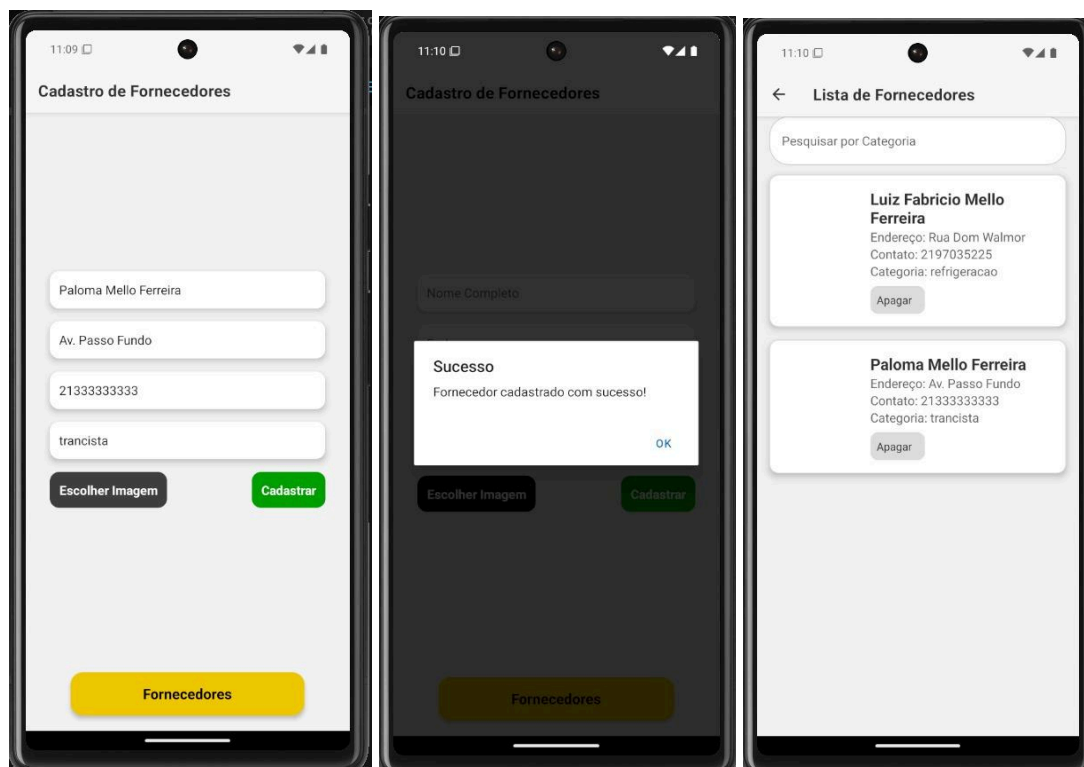 11:09
Cadastro de Fornecedores
Paloma Mello Ferreira
Av. Passo Fundo
21333333333
trancista
Escolher Imagem
Cadastrar
Fornecedores
11:10
Cadastro de Fornecedores
Nome Completo
Sucesso
Fornecedor cadastrado com sucesso!
OK
Escolher Imagem
Cadastrar
Fornecedores
11:10
Lista de Fornecedores
Pesquisar por Categoria
Luiz Fabricio Mello
Ferreira
Endereço: Rua Dom Walmor
Contato: 2197035225
Categoria: refrigeracao
Apagar
Paloma Mello Ferreira
Endereço: Av. Passo Fundo
Contato: 21333333333
Categoria: trancista
Apagar